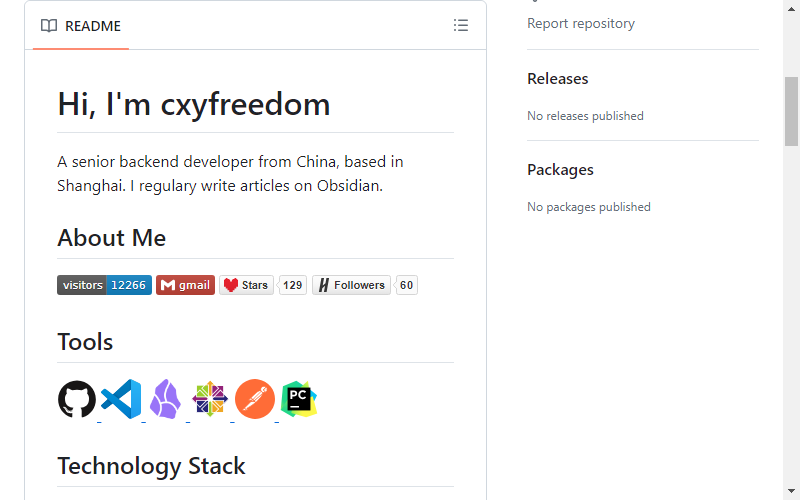 README
Hi, I'm cxyfreedom
A senior backend developer from China, based in
Shanghai. I regulary write articles on Obsidian.
About Me
visitors 12266 gmail Stars 129 Followers 60
Tools
PC
Technology Stack
Report repository
Releases
No releases published
Packages
No packages published